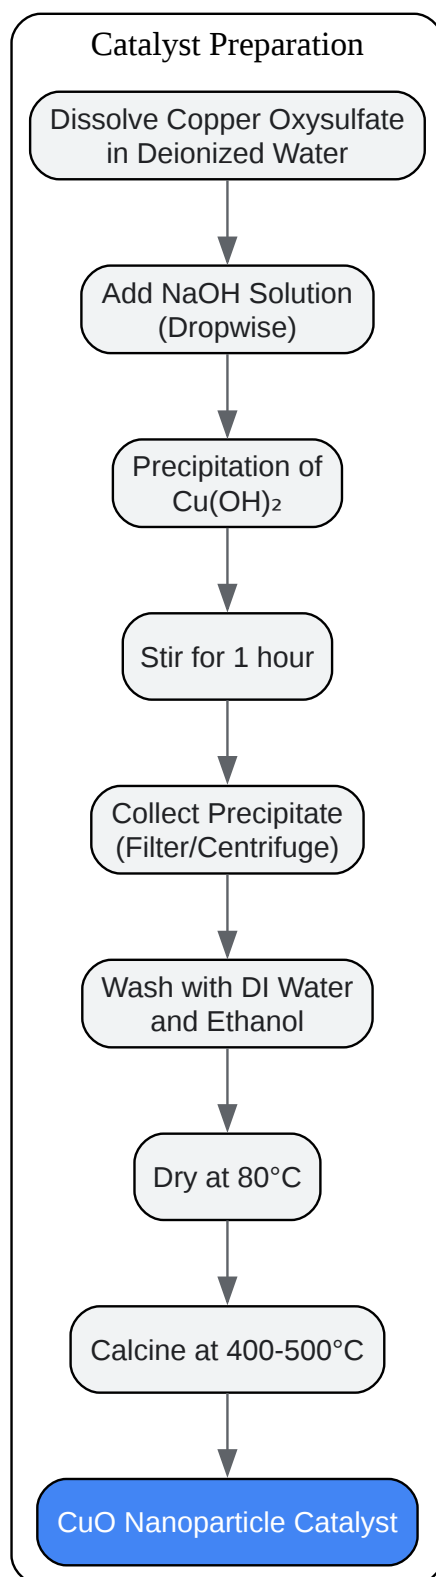 Catalyst Preparation
Dissolve Copper Oxysulfate
in Deionized Water
Add NaOH Solution
(Dropwise)
Precipitation of
Cu(OH)₂
Stir for 1 hour
Collect Precipitate
(Filter/Centrifuge)
Wash with DI Water
and Ethanol
Dry at 80°C
Calcine at 400-500°C
CuO Nanoparticle Catalyst